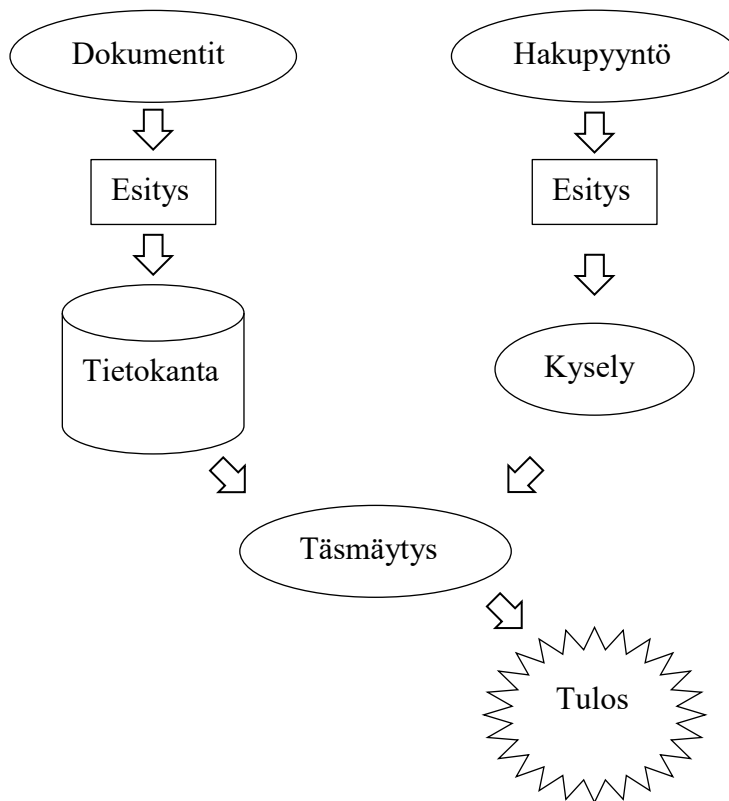 Dokumentit
Hakupyyntö
Esitys
Esitys
Tietokanta
Kysely
Täsmäytys
Tulos